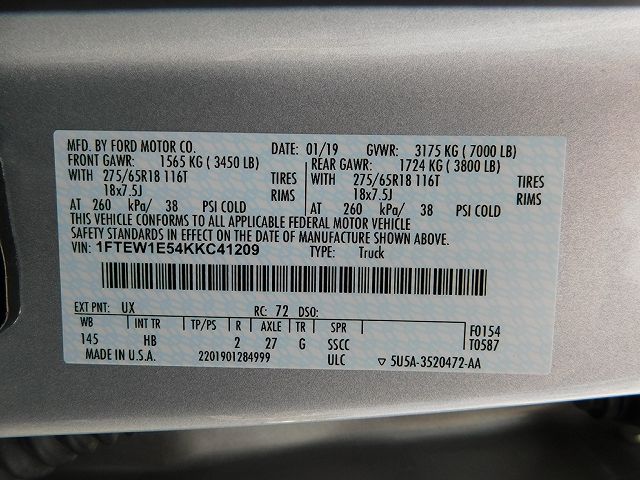 MFD. BY FORD MOTOR CO. DATE: 01/19 GVWR: 3175 KG (7000 LB)
FRONT GAWR: 1565 KG (3450 LB) REAR GAWR: 1724 KG (3800 LB)
WITH 275/65R18 116T TIRES WITH 275/65R18 116T TIRES
18x7.5J RIMS 18x7.5J RIMS
AT 260 kPa/ 38 PSI COLD AT 260 kPa/ 38 PSI COLD
THIS VEHICLE CONFORMS TO ALL APPLICABLE FEDERAL MOTOR VEHICLE
SAFETY STANDARDS IN EFFECT ON THE DATE OF MANUFACTURE SHOWN ABOVE.
VIN: 1FTEW1E54KKC41209 TYPE: Truck
EXT PNT: UX RC: 72 DSO:
WB INT TR TP/PS R AXLE TR SPR F0154
145 HB 2 27 G SSCC T0587
MADE IN U.S.A. 2201901284999 ULC ▽ 5U5A-3520472-AA